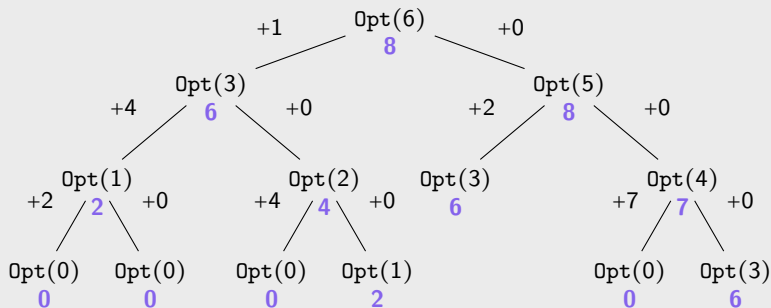 Opt(6)
+1 8 +0
Opt(3) Opt(5)
+4 6 +0 +2 8 +0
Opt(1) Opt(2) Opt(3) Opt(4)
+2 2 +0 +4 4 +0 6 +7 7 +0
Opt(0) Opt(0) Opt(0) Opt(1) Opt(0) Opt(3)
0 0 0 2 0 6